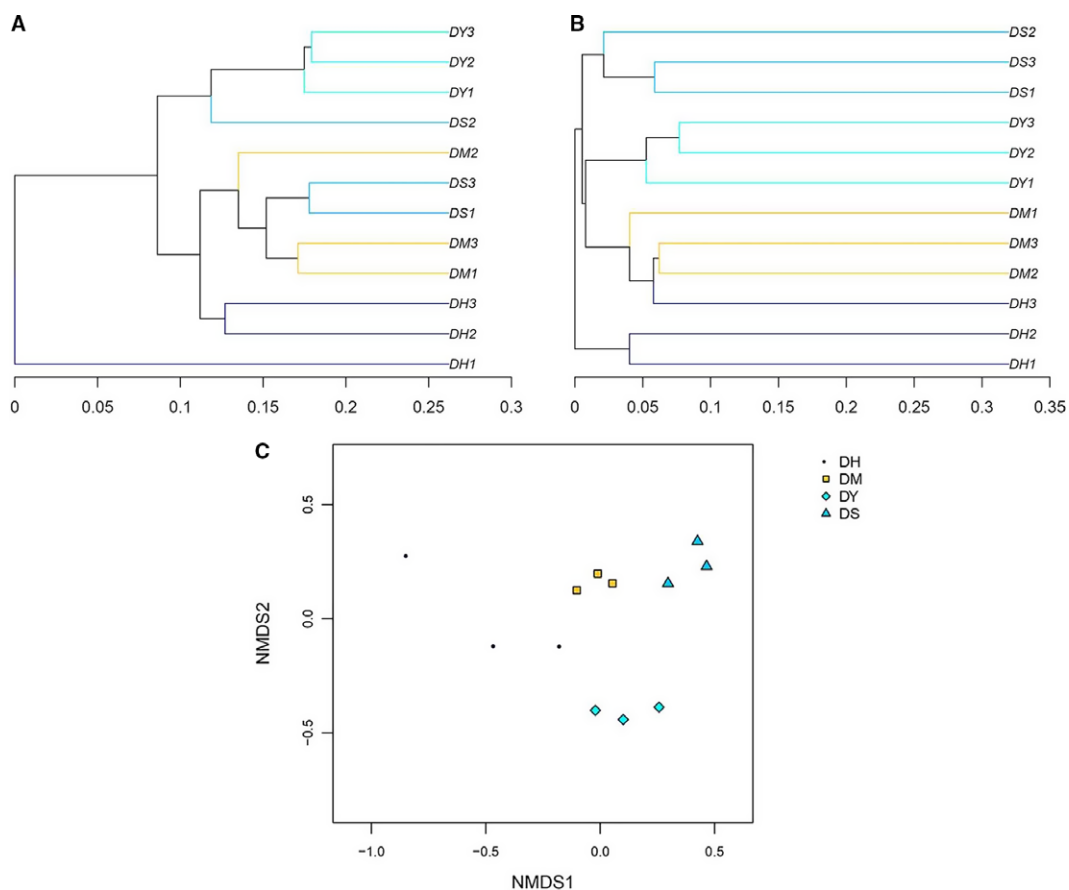 A
DY3
DY2
DY1
DS2
DM2
DS3
DS1
DM3
DM1
DH3
DH2
DH1
0 0.05 0.1 0.15 0.2 0.25 0.3
B
DS2
DS3
DS1
DY3
DY2
DY1
DM1
DM3
DM2
DH3
DH2
DH1
0 0.05 0.1 0.15 0.2 0.25 0.3 0.35
C
DH
DM
DY
DS
NMDS2
0.5
0.0
−0.5
−1.0 −0.5 0.0 0.5
NMDS1